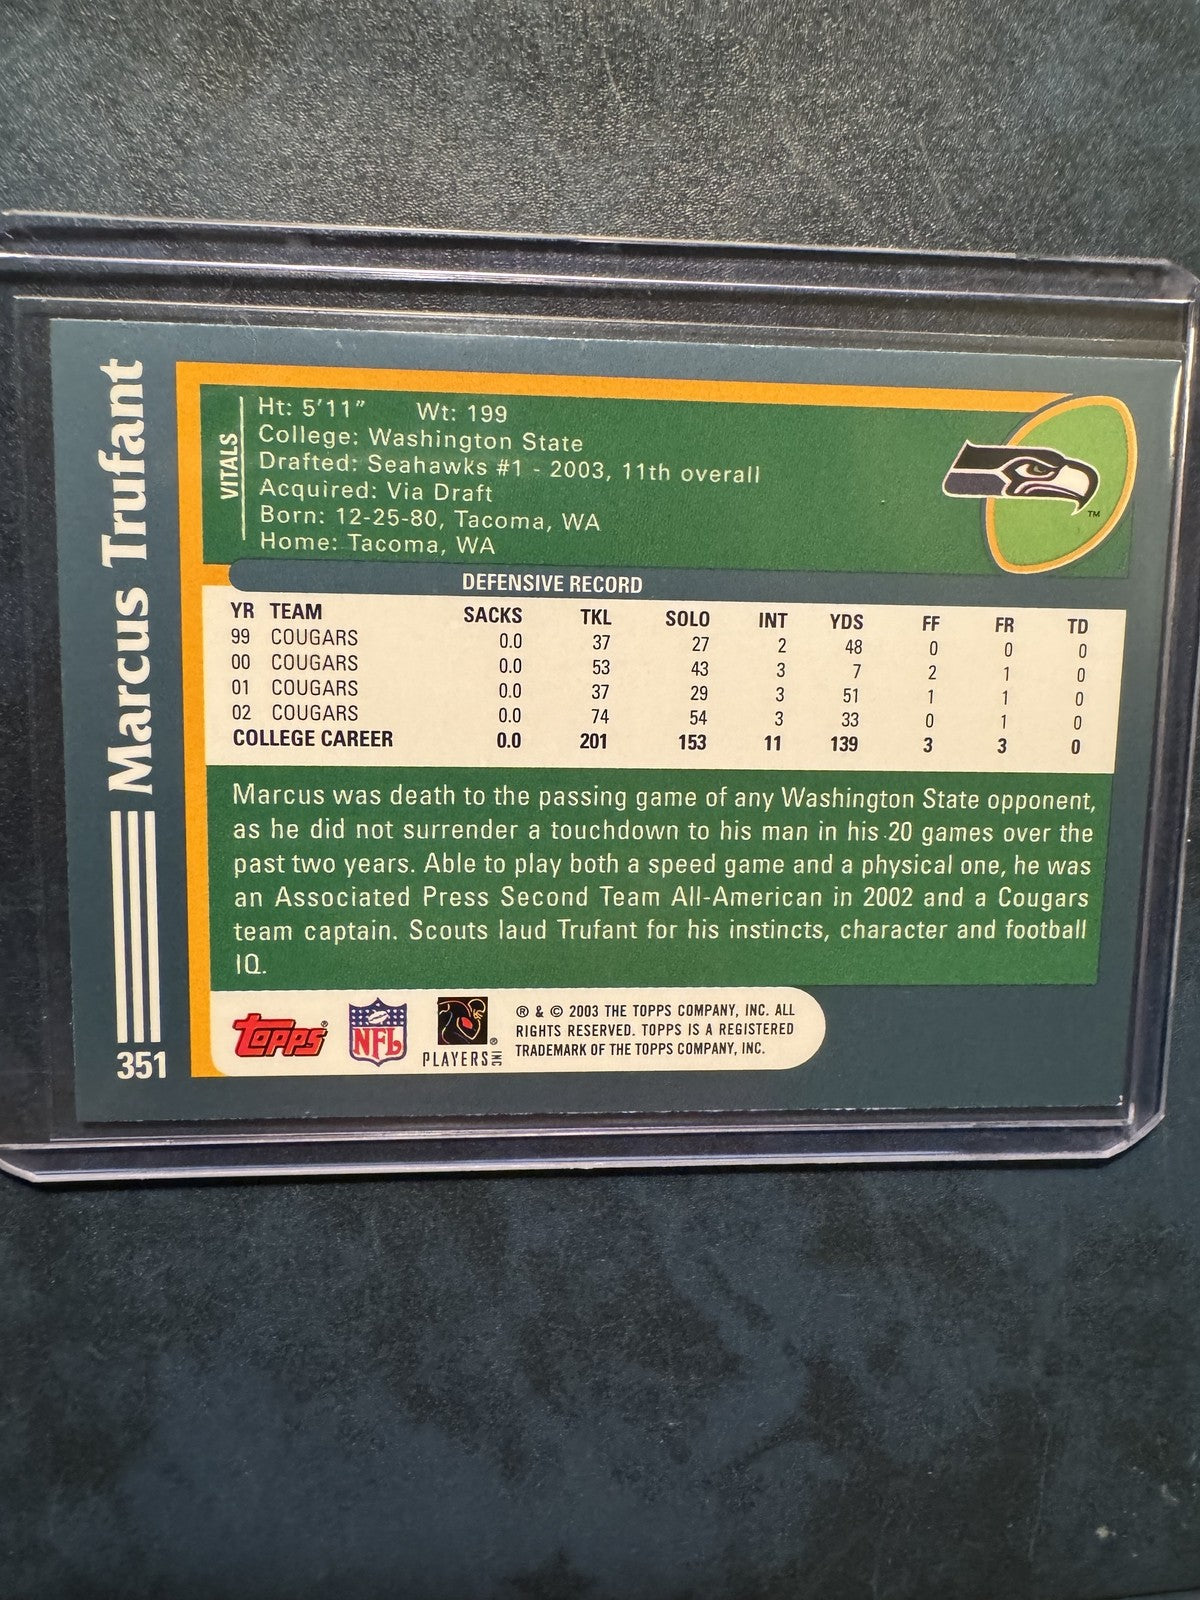 Marcus Trufant
351
VITALS
Ht: 5'11" Wt: 199
College: Washington State
Drafted: Seahawks #1 - 2003, 11th overall
Acquired: Via Draft
Born: 12-25-80, Tacoma, WA
Home: Tacoma, WA
TM
DEFENSIVE RECORD
YR TEAM SACKS TKL SOLO INT YDS FF FR TD
99 COUGARS 0.0 37 27 2 48 0 0 0
00 COUGARS 0.0 53 43 3 7 2 1 0
01 COUGARS 0.0 37 29 3 51 1 1 0
02 COUGARS 0.0 74 54 3 33 0 1 0
COLLEGE CAREER 0.0 201 153 11 139 3 3 0
Marcus was death to the passing game of any Washington State opponent,
as he did not surrender a touchdown to his man in his 20 games over the
past two years. Able to play both a speed game and a physical one, he was
an Associated Press Second Team All-American in 2002 and a Cougars
team captain. Scouts laud Trufant for his instincts, character and football
IQ.
Topps®
NFL
PLAYERS INC ®
® & © 2003 THE TOPPS COMPANY, INC. ALL
RIGHTS RESERVED. TOPPS IS A REGISTERED
TRADEMARK OF THE TOPPS COMPANY, INC.